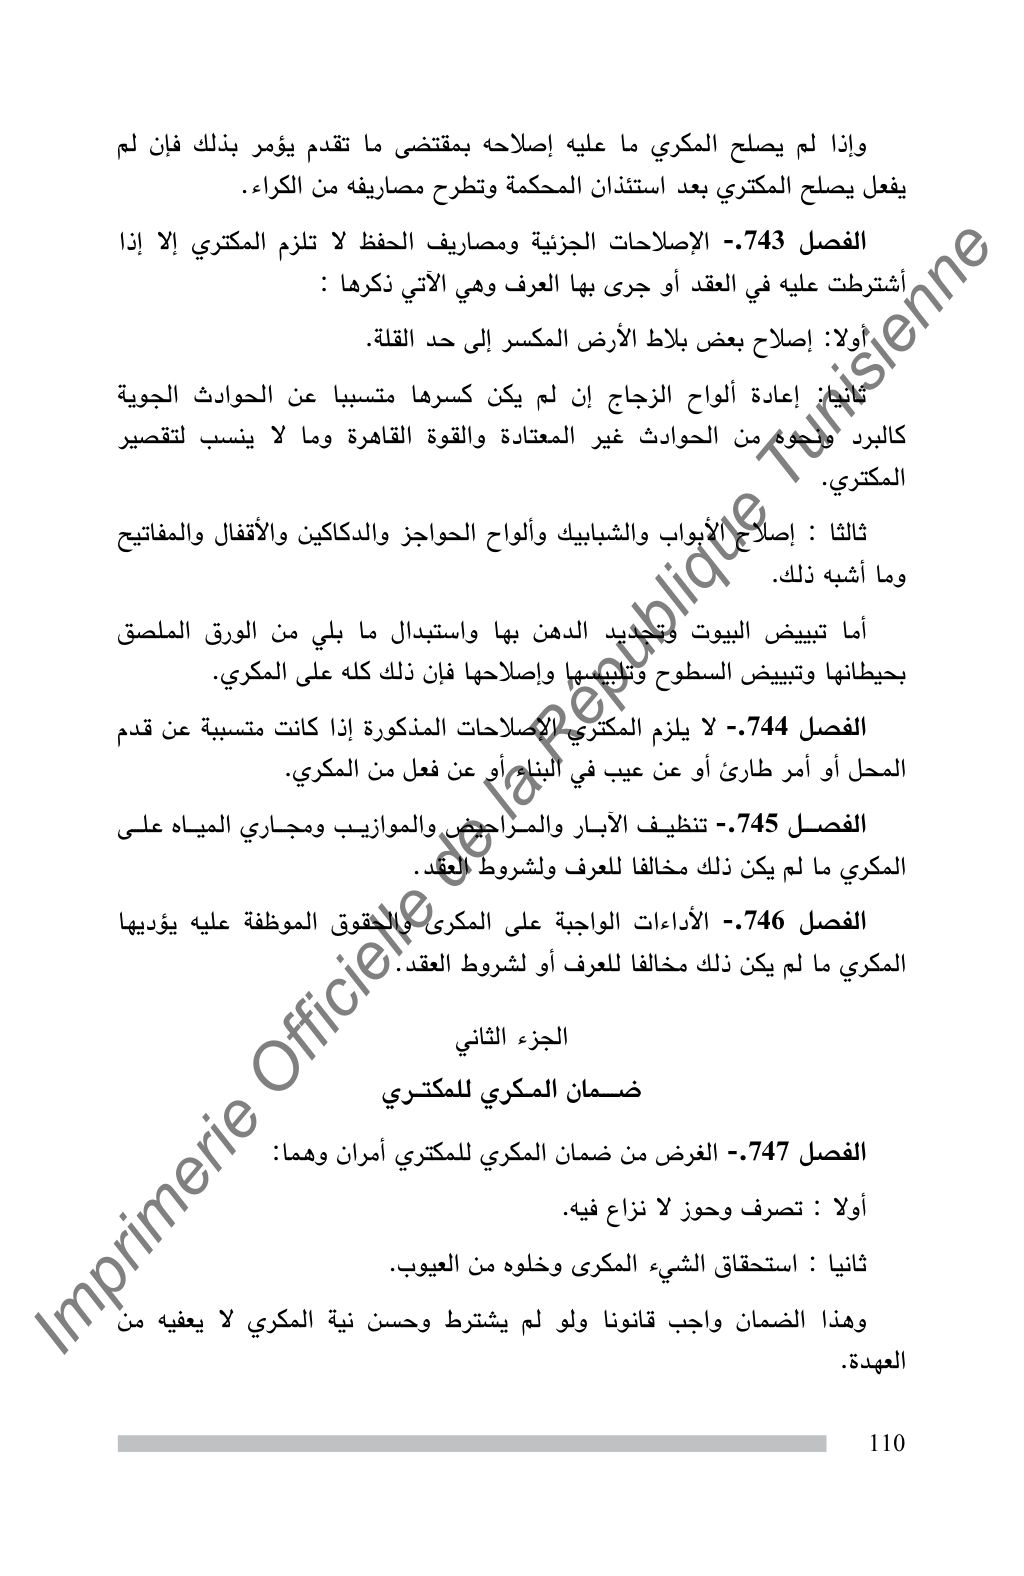 وإذا لم يصلح المكري ما عليه إصلاحه بمقتضى ما تقدم يؤمر بذلك فإن لم
يفعل يصلح المكتري بعد استئذان المحكمة وتطرح مصاريفه من الكراء.
الفصل 743.- الإصلاحات الجزئية ومصاريف الحفظ لا تلزم المكتري إلا إذا
أشترطت عليه في العقد أو جرى بها العرف وهي الآتي ذكرها :
أولا: إصلاح بعض بلاط الأرض المكسر إلى حد القلة.
ثانيا: إعادة ألواح الزجاج إن لم يكن كسرها متسببا عن الحوادث الجوية
كالبرد ونحوه من الحوادث غير المعتادة والقوة القاهرة وما لا ينسب لتقصير
المكتري.
ثالثا : إصلاح الأبواب والشبابيك وألواح الحواجز والدكاكين والأقفال والمفاتيح
وما أشبه ذلك.
أما تبييض البيوت وتجديد الدهن بها واستبدال ما بلي من الورق الملصق
بحيطانها وتبييض السطوح وتلبيسها وإصلاحها فإن ذلك كله على المكري.
الفصل 744.- لا يلزم المكتري الإصلاحات المذكورة إذا كانت متسببة عن قدم
المحل أو أمر طارئ أو عن عيب في البناء أو عن فعل من المكري.
الفصــل 745.- تنظيــف الآبــار والمــراحيض والموازيــب ومجــاري الميــاه علــى
المكري ما لم يكن ذلك مخالفا للعرف ولشروط العقد.
الفصل 746.- الأداءات الواجبة على المكرى والحقوق الموظفة عليه يؤديها
المكري ما لم يكن ذلك مخالفا للعرف أو لشروط العقد.
الجزء الثاني
ضـــمان المـكري للمكتــري
الفصل 747.- الغرض من ضمان المكري للمكتري أمران وهما:
أولا : تصرف وحوز لا نزاع فيه.
ثانيا : استحقاق الشيء المكرى وخلوه من العيوب.
وهذا الضمان واجب قانونا ولو لم يشترط وحسن نية المكري لا يعفيه من
العهدة.
110
Imprimerie Officielle de la République Tunisienne